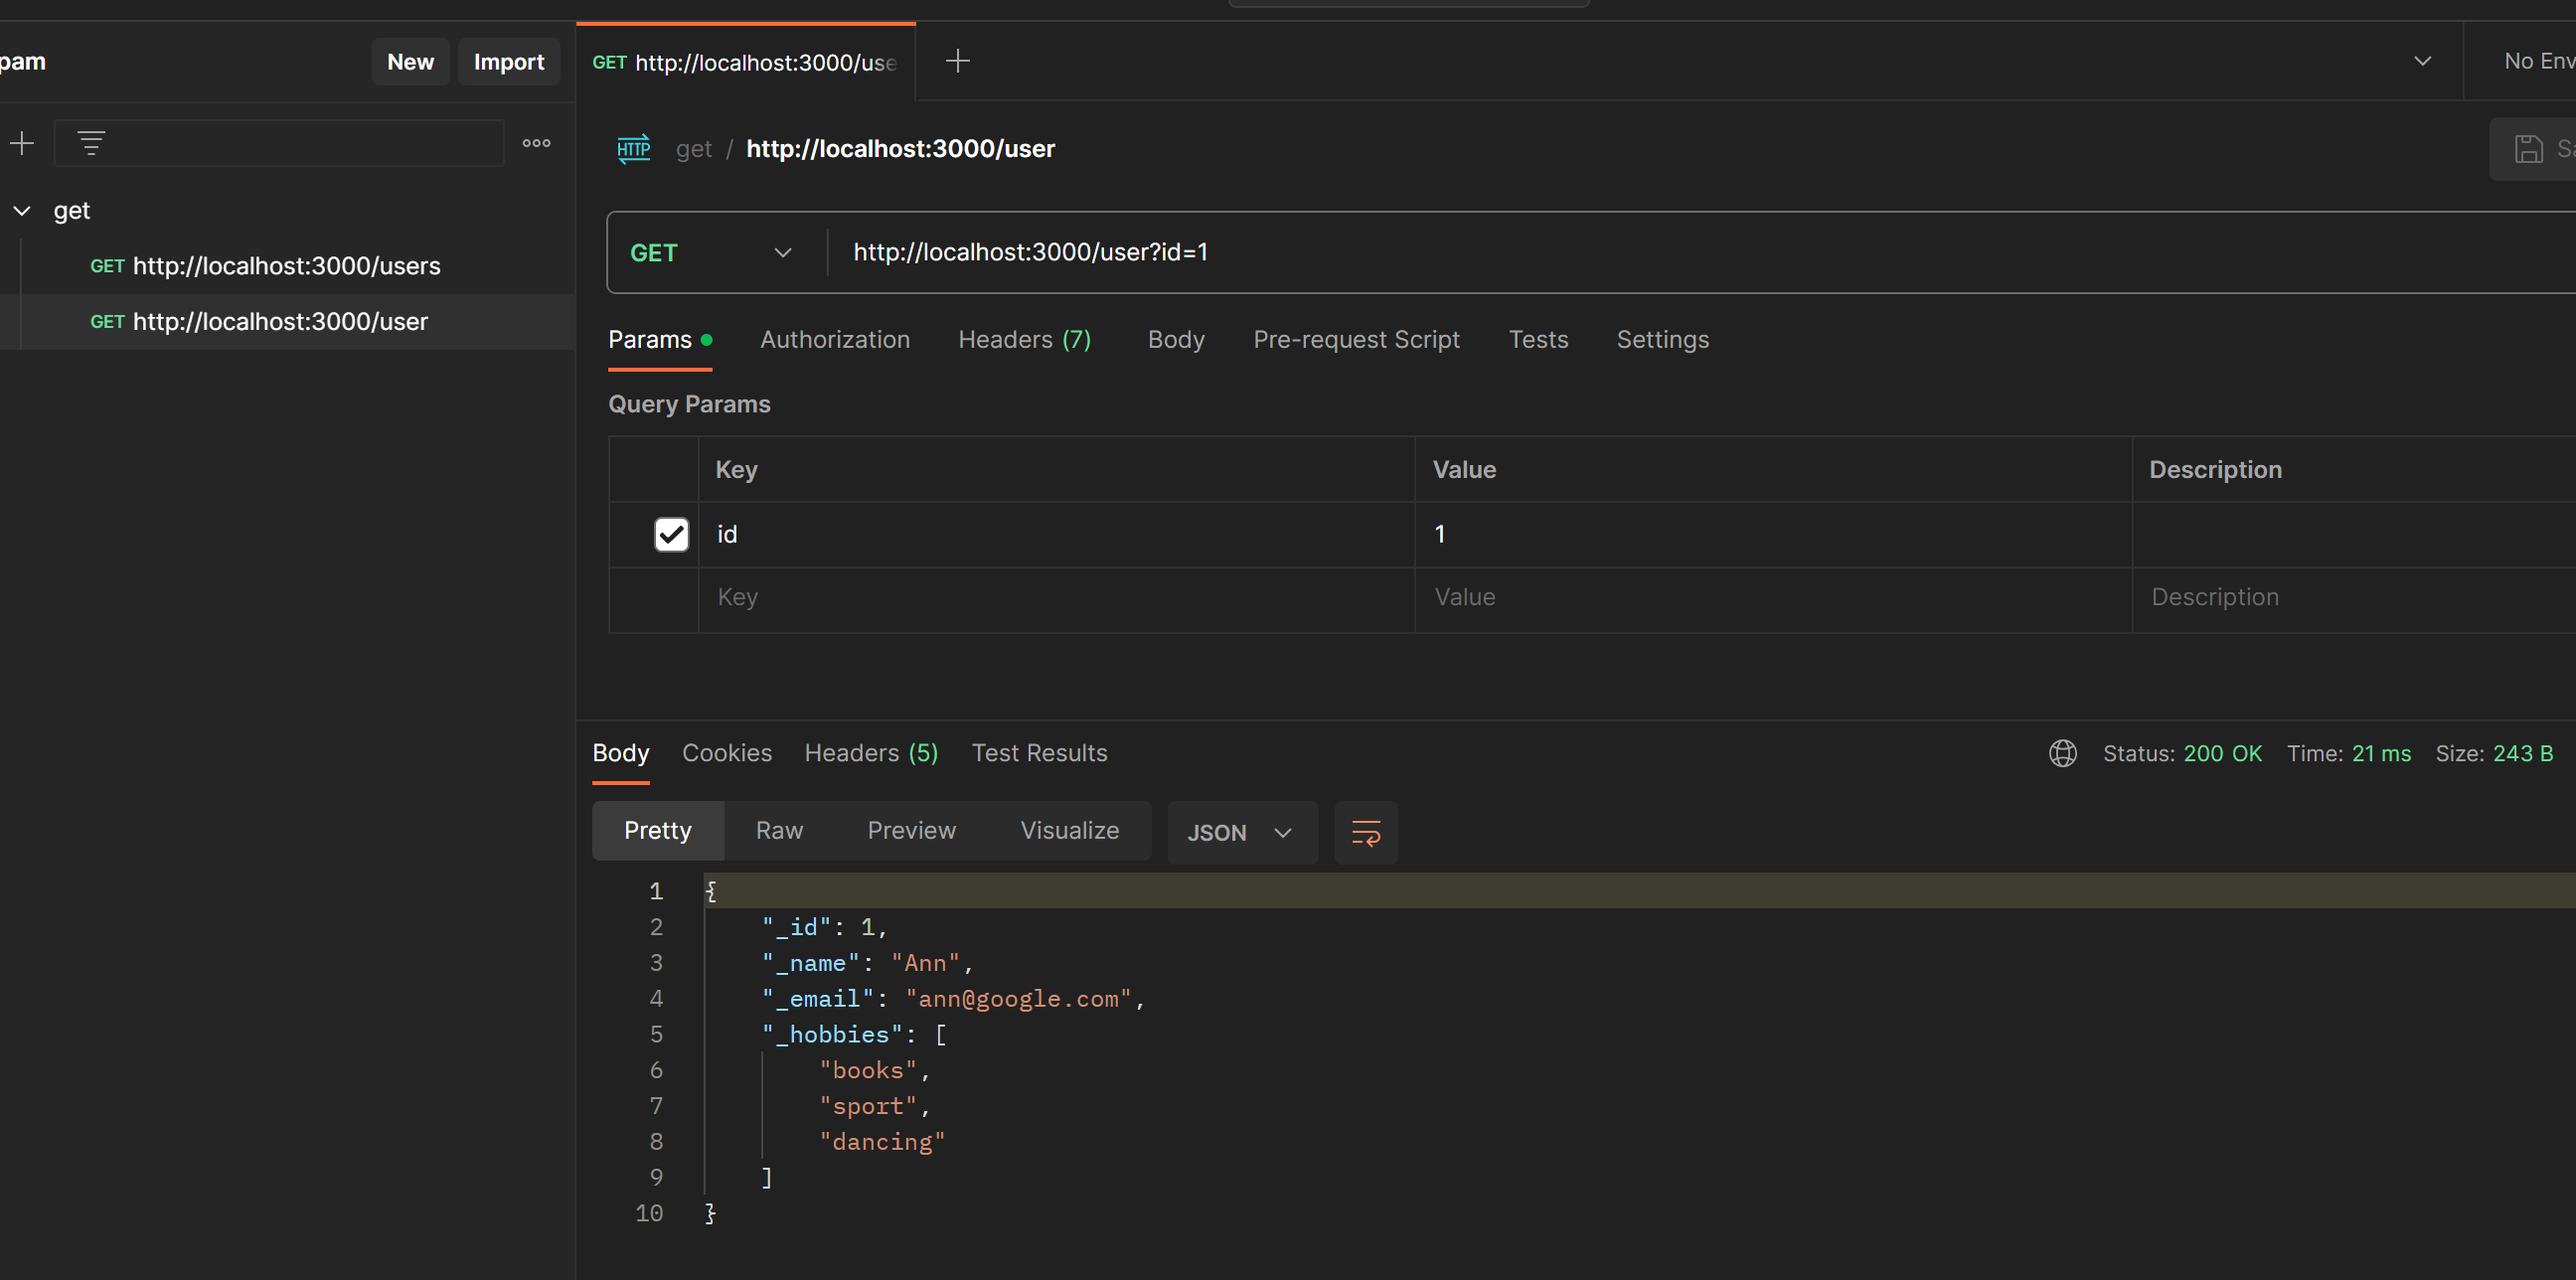 New Import
GET http://localhost:3000/use
No Env
get
GET http://localhost:3000/users
GET http://localhost:3000/user
HTTP get / http://localhost:3000/user
GET http://localhost:3000/user?id=1
Params Authorization Headers (7) Body Pre-request Script Tests Settings
Query Params
Key Value Description
id 1
Key Value Description
Body Cookies Headers (5) Test Results
Status: 200 OK Time: 21 ms Size: 243 B
Pretty Raw Preview Visualize JSON
1 {
2 "_id": 1,
3 "_name": "Ann",
4 "_email": "ann@google.com",
5 "_hobbies": [
6 "books",
7 "sport",
8 "dancing"
9 ]
10 }